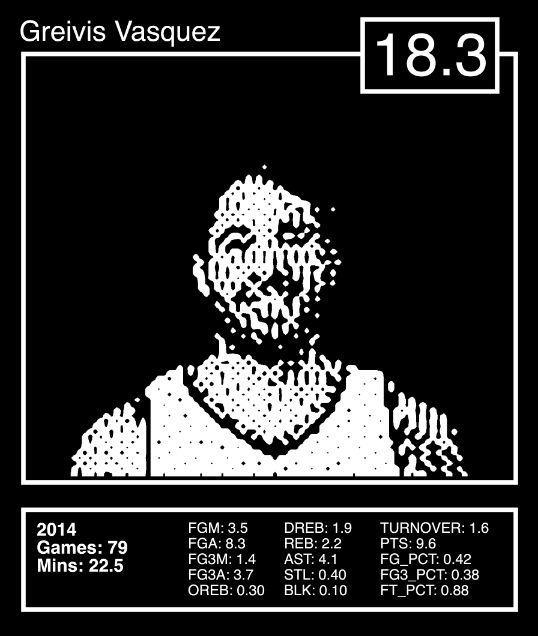 Greivis Vasquez
18.3
2014
Games: 79
Mins: 22.5
FGM: 3.5
FGA: 8.3
FG3M: 1.4
FG3A: 3.7
OREB: 0.30
DREB: 1.9
REB: 2.2
AST: 4.1
STL: 0.40
BLK: 0.10
TURNOVER: 1.6
PTS: 9.6
FG_PCT: 0.42
FG3_PCT: 0.38
FT_PCT: 0.88